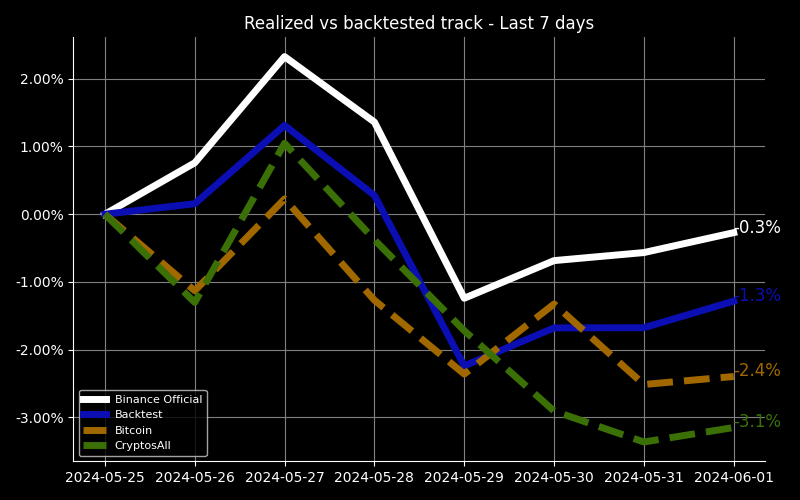 Realized vs backtested track - Last 7 days
2.00%
1.00%
0.00%
-1.00%
-2.00%
-3.00%
-0.3%
-1.3%
-2.4%
-3.1%
Binance Official
Backtest
Bitcoin
CryptosAll
2024-05-25 2024-05-26 2024-05-27 2024-05-28 2024-05-29 2024-05-30 2024-05-31 2024-06-01